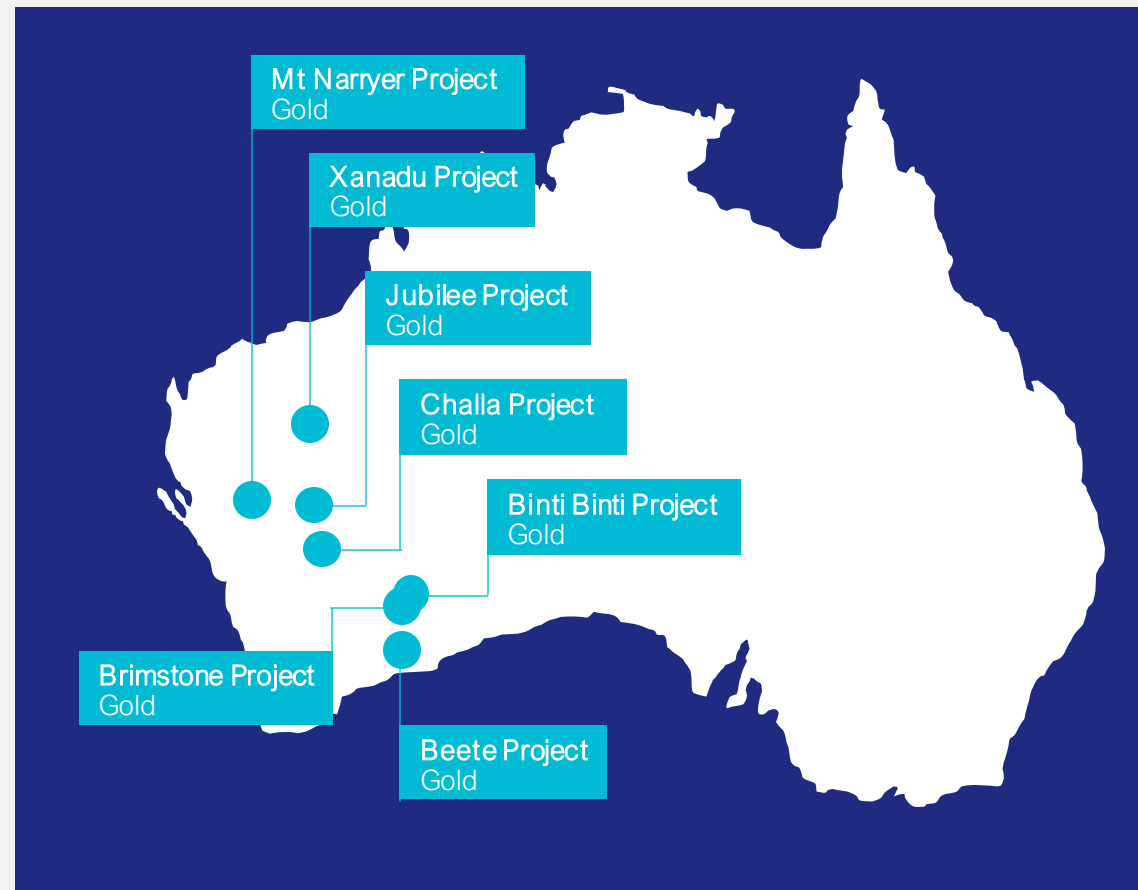 Mt Narryer Project
Gold
Xanadu Project
Gold
Jubilee Project
Gold
Challa Project
Gold
Binti Binti Project
Gold
Brimstone Project
Gold
Beete Project
Gold